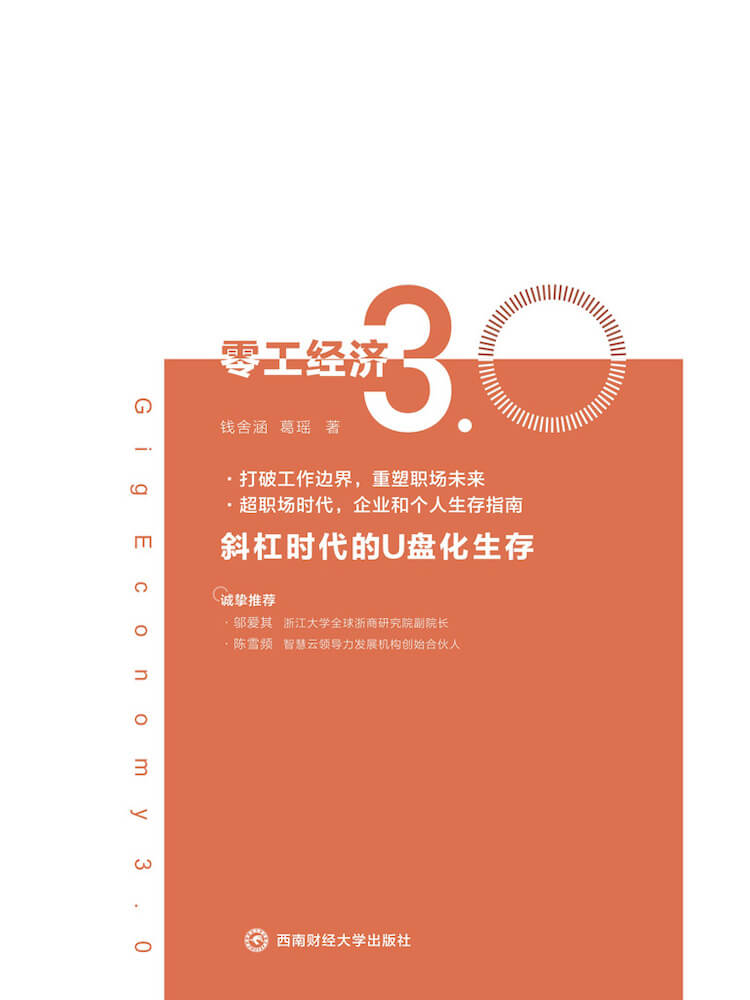 零工经济3.0
钱舍涵 葛瑶 著
·打破工作边界，重塑职场未来
·超职场时代，企业和个人生存指南
斜杠时代的U盘化生存
诚挚推荐
·邬爱其 浙江大学全球浙商研究院副院长
·陈雪频 智慧云领导力发展机构创始合伙人
Gig Economy 3.0
西南财经大学出版社